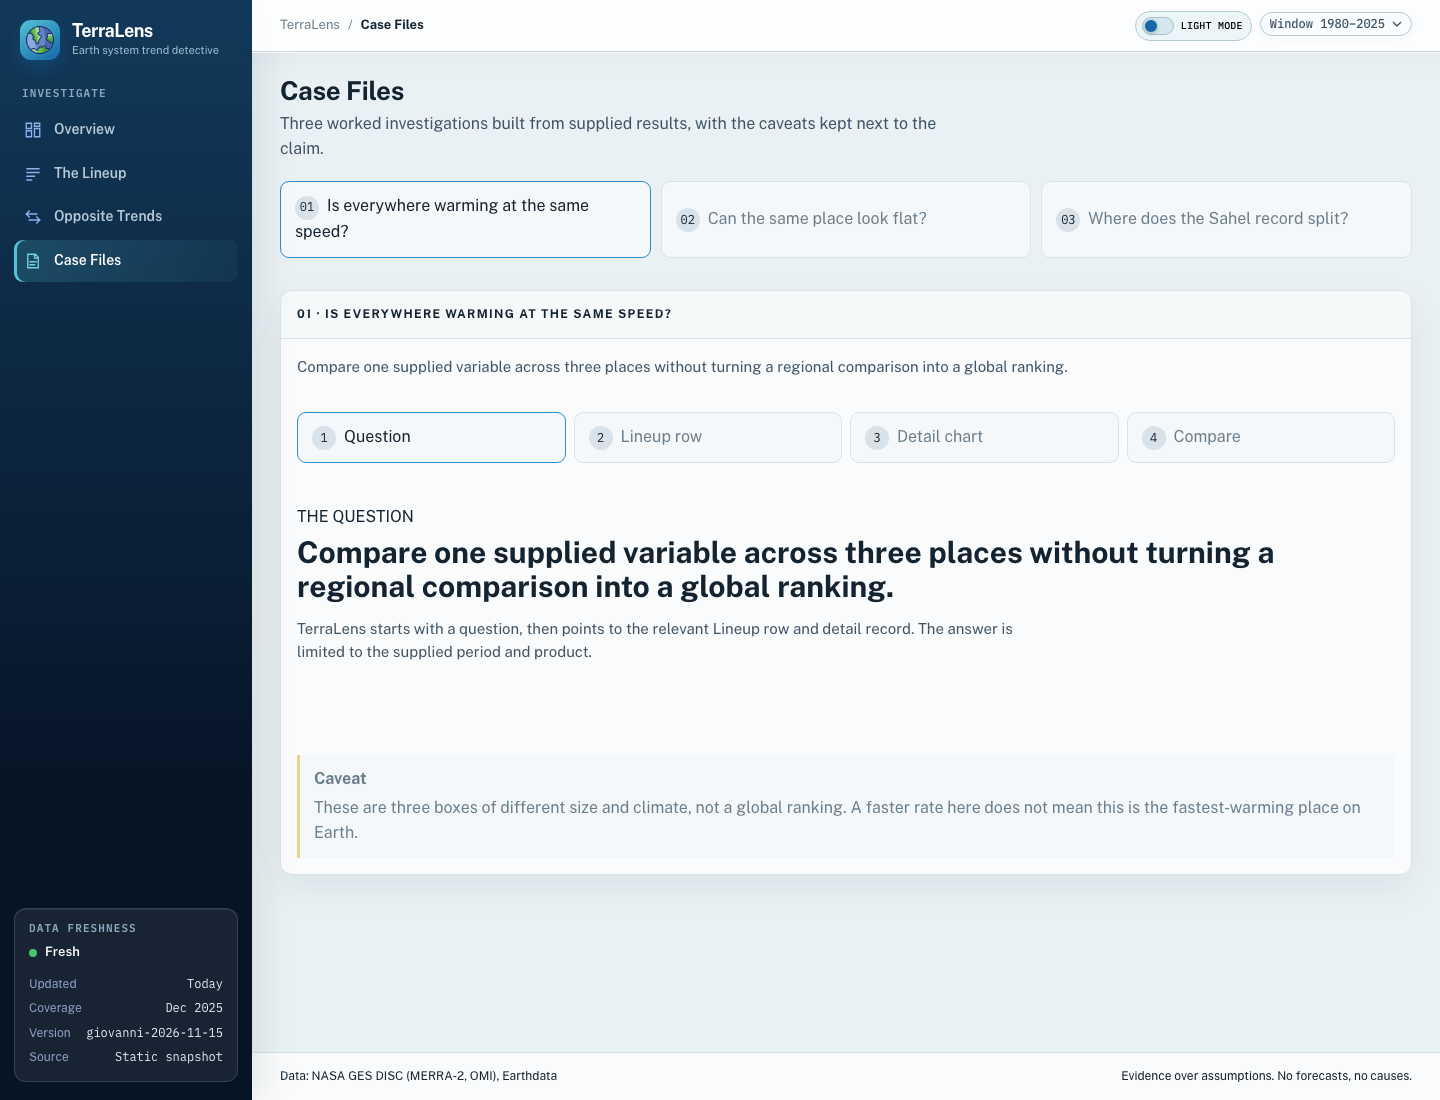 TerraLens
Earth system trend detective
INVESTIGATE
Overview
The Lineup
Opposite Trends
Case Files
DATA FRESHNESS
Fresh
Updated Today
Coverage Dec 2025
Version giovanni-2026-11-15
Source Static snapshot
TerraLens / Case Files
LIGHT MODE
Window 1980–2025
Case Files
Three worked investigations built from supplied results, with the caveats kept next to the
claim.
01 Is everywhere warming at the same
speed?
02 Can the same place look flat?
03 Where does the Sahel record split?
01 · IS EVERYWHERE WARMING AT THE SAME SPEED?
Compare one supplied variable across three places without turning a regional comparison into a global ranking.
1 Question
2 Lineup row
3 Detail chart
4 Compare
THE QUESTION
Compare one supplied variable across three places without turning a
regional comparison into a global ranking.
TerraLens starts with a question, then points to the relevant Lineup row and detail record. The answer is
limited to the supplied period and product.
Caveat
These are three boxes of different size and climate, not a global ranking. A faster rate here does not mean this is the fastest-warming place on
Earth.
Data: NASA GES DISC (MERRA-2, OMI), Earthdata
Evidence over assumptions. No forecasts, no causes.